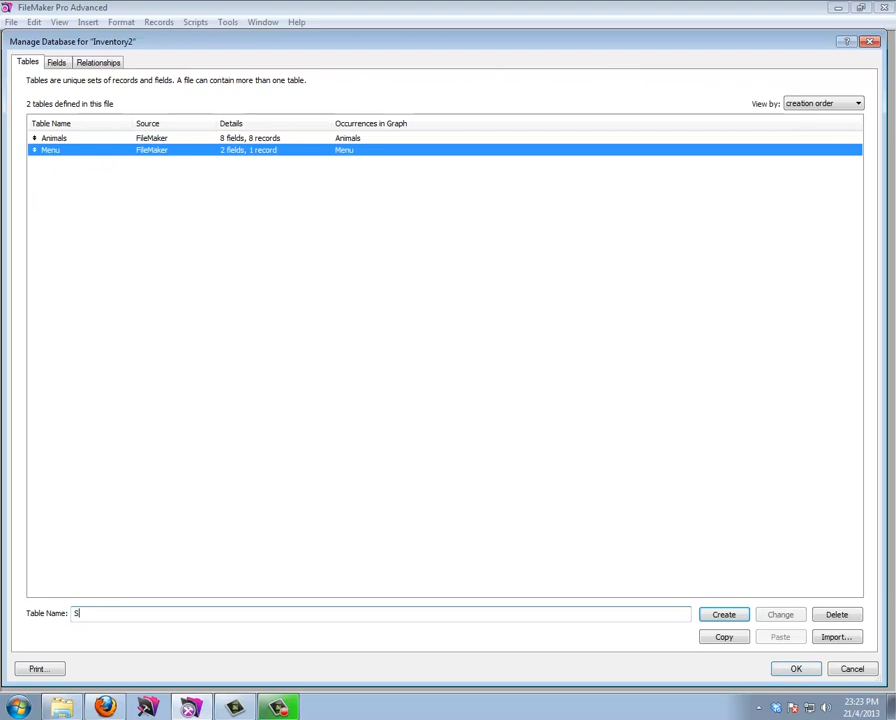 FileMaker Pro Advanced
File Edit View Insert Format Records Scripts Tools Window Help
Manage Database for "Inventory2"
Tables Fields Relationships
Tables are unique sets of records and fields. A file can contain more than one table.
2 tables defined in this file
View by: creation order
Table Name Source Details Occurrences in Graph
Animals FileMaker 8 fields, 8 records Animals
Menu FileMaker 2 fields, 1 record Menu
Table Name: S
Create Change Delete
Copy Paste Import...
Print... OK Cancel
23:23 PM
21/4/2013